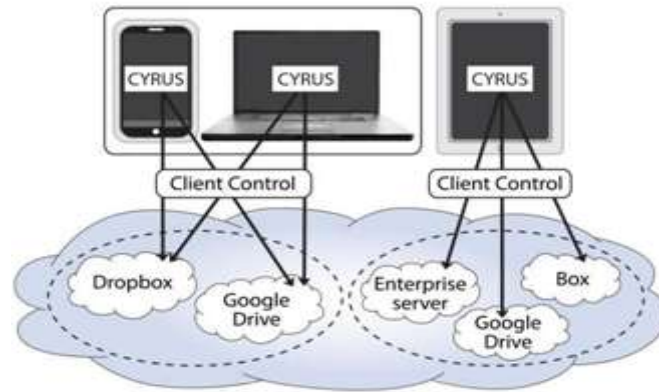 CYRUS
CYRUS
CYRUS
Client Control
Client Control
Dropbox
Google
Drive
Enterprise
server
Google
Drive
Box